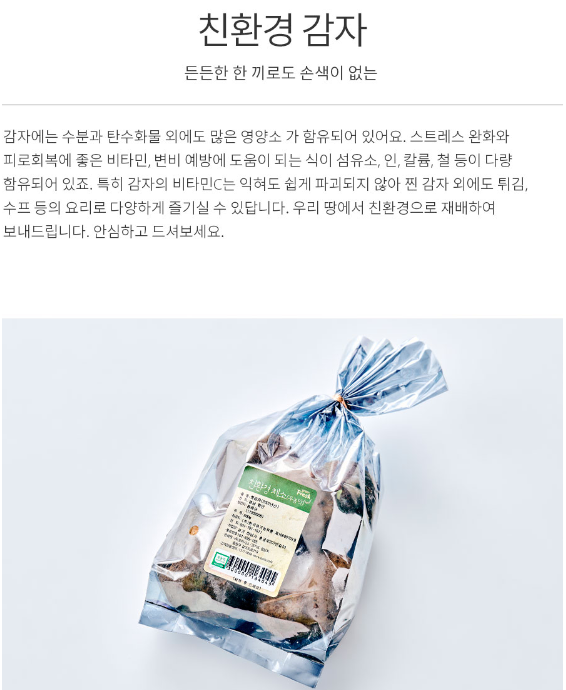 친환경 감자
든든한 한 끼로도 손색이 없는
감자에는 수분과 탄수화물 외에도 많은 영양소 가 함유되어 있어요. 스트레스 완화와
피로회복에 좋은 비타민, 변비 예방에 도움이 되는 식이 섬유소, 인, 칼륨, 철 등이 다량
함유되어 있죠. 특히 감자의 비타민C는 익혀도 쉽게 파괴되지 않아 찐 감자 외에도 튀김,
수프 등의 요리로 다양하게 즐기실 수 있답니다. 우리 땅에서 친환경으로 재배하여
보내드립니다. 안심하고 드셔보세요.
친환경 채소